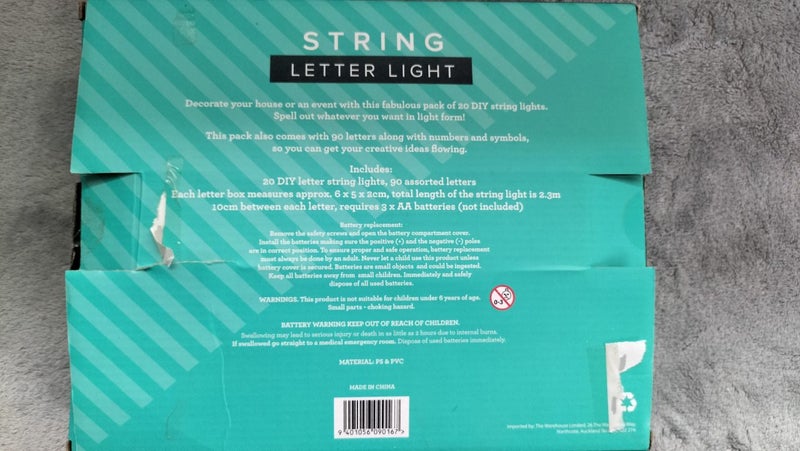 STRING
LETTER LIGHT
Decorate your house or an event with this fabulous pack of 20 DIY string lights.
Spell out whatever you want in light form!
This pack also comes with 90 letters along with numbers and symbols,
so you can get your creative ideas flowing.
Includes:
20 DIY letter string lights, 90 assorted letters
Each letter box measures approx. 6 x 5 x 2cm, total length of the string light is 2.3m
10cm between each letter, requires 3 x AA batteries (not included)
Battery replacement:
Remove the safety screws and open the battery compartment cover.
Install the batteries making sure the positive (+) and the negative (-) poles
are in correct position. To ensure proper and safe operation, battery replacement
must always be done by an adult. Never let a child use this product unless
battery cover is secured. Batteries are small objects and could be ingested.
Keep all batteries away from small children. Immediately and safely
dispose of all used batteries.
WARNINGS. This product is not suitable for children under 6 years of age.
Small parts - choking hazard.
0-3
BATTERY WARNING KEEP OUT OF REACH OF CHILDREN.
Swallowing may lead to serious injury or death in as little as 2 hours due to internal burns.
If swallowed go straight to a medical emergency room. Dispose of used batteries immediately.
MATERIAL: PS & PVC
MADE IN CHINA
9 401056 090167 >
Imported by: The Warehouse Limited, 26 The
Northcote, Auckland